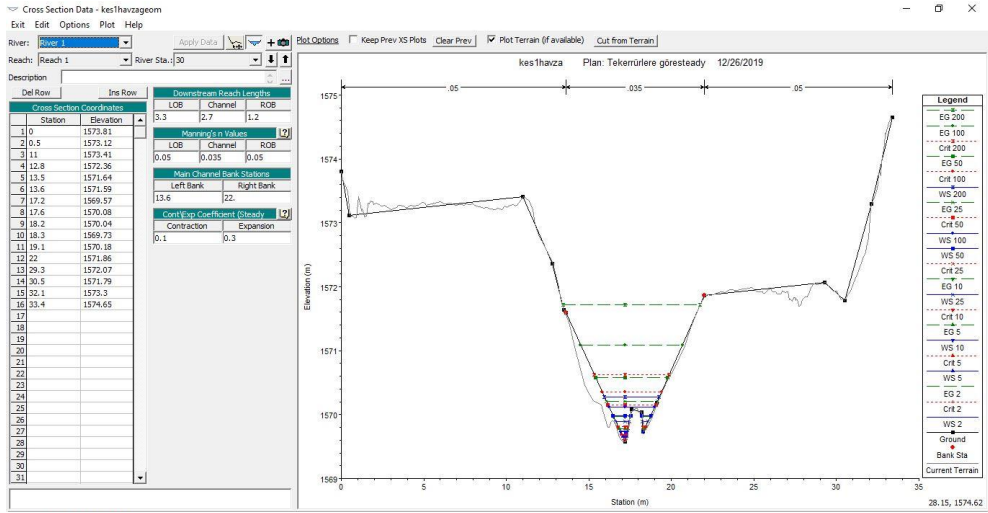 Cross Section Data - kes1havzageom
Exit Edit Options Plot Help
River: River 1 Apply Data Plot Options Keep Prev XS Plots Clear Prev Plot Terrain (if available) Cut from Terrain
Reach: Reach 1 River Sta.: 30
Description ...
Del Row Ins Row
Cross Section Coordinates
Station Elevation
1 0 1573.81
2 0.5 1573.12
3 11 1573.41
4 12.8 1572.36
5 13.5 1571.64
6 13.6 1571.59
7 17.2 1569.57
8 17.6 1570.08
9 18.2 1570.04
10 18.3 1569.73
11 19.1 1570.18
12 22 1571.86
13 29.3 1572.07
14 30.5 1571.79
15 32.1 1573.3
16 33.4 1574.65
17
18
19
20
21
22
23
24
25
26
27
28
29
30
31
Downstream Reach Lengths
LOB Channel ROB
3.3 2.7 1.2
Manning's n Values ?
LOB Channel ROB
0.05 0.035 0.05
Main Channel Bank Stations
Left Bank Right Bank
13.6 22.
Cont\Exp Coefficient (Steady ?
Contraction Expansion
0.1 0.3
kes1havza Plan: Tekerrürlere göresteady 12/26/2019
.05 .035 .05
1575
1574
1573
1572
1571
1570
1569
Elevation (m)
0 5 10 15 20 25 30 35
Station (m)
Legend
EG 200
EG 100
Crit 200
EG 50
Crit 100
WS 200
EG 25
Crit 50
WS 100
WS 50
Crit 25
EG 10
WS 25
Crit 10
EG 5
WS 10
Crit 5
WS 5
EG 2
Crit 2
WS 2
Ground
Bank Sta
Current Terrain
28.15, 1574.62